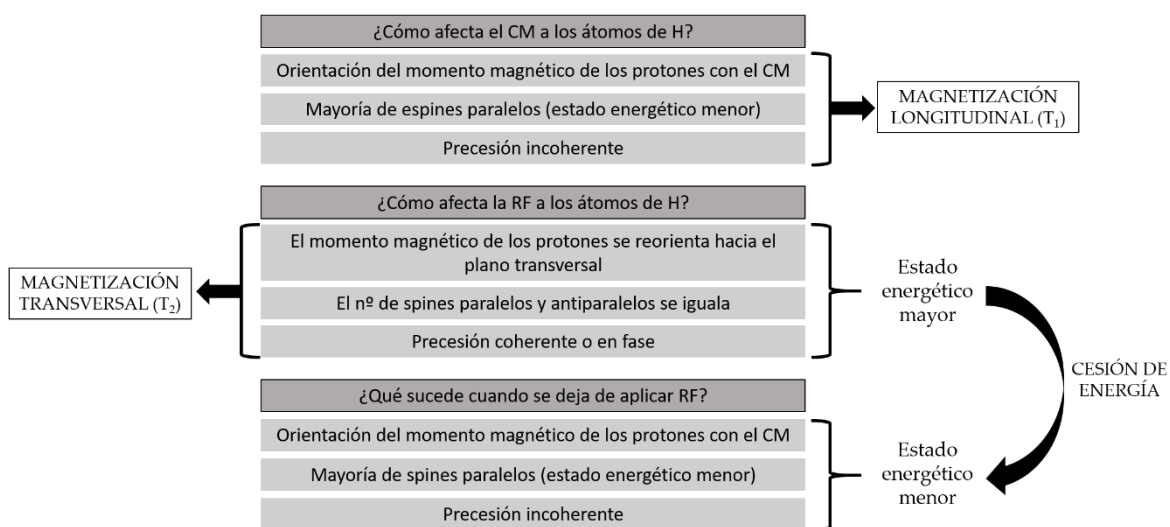 ¿Cómo afecta el CM a los átomos de H?
Orientación del momento magnético de los protones con el CM
Mayoría de espines paralelos (estado energético menor)
Precesión incoherente
MAGNETIZACIÓN
LONGITUDINAL (T₁)
¿Cómo afecta la RF a los átomos de H?
El momento magnético de los protones se reorienta hacia el
plano transversal
El nº de spines paralelos y antiparalelos se iguala
Precesión coherente o en fase
MAGNETIZACIÓN
TRANSVERSAL (T₂)
Estado
energético
mayor
CESIÓN DE
ENERGÍA
¿Qué sucede cuando se deja de aplicar RF?
Orientación del momento magnético de los protones con el CM
Mayoría de spines paralelos (estado energético menor)
Precesión incoherente
Estado
energético
menor